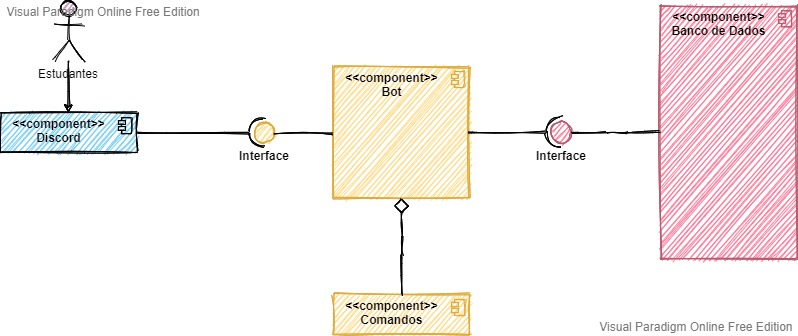 Visual Paradigm Online Free Edition
Estudantes
<<component>>
Discord
Interface
<<component>>
Bot
Interface
<<component>>
Banco de Dados
<<component>>
Comandos
Visual Paradigm Online Free Edition